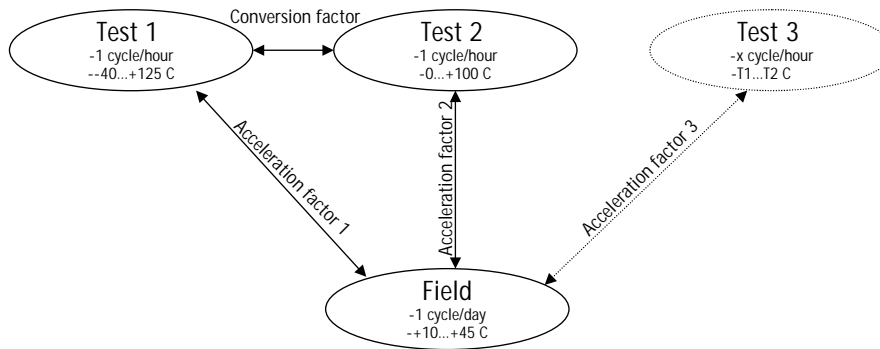 Conversion factor
Test 1
-1 cycle/hour
--40...+125 C
Test 2
-1 cycle/hour
-0...+100 C
Test 3
-x cycle/hour
-T1...T2 C
Acceleration factor 1
Acceleration factor 2
Acceleration factor 3
Field
-1 cycle/day
-+10...+45 C